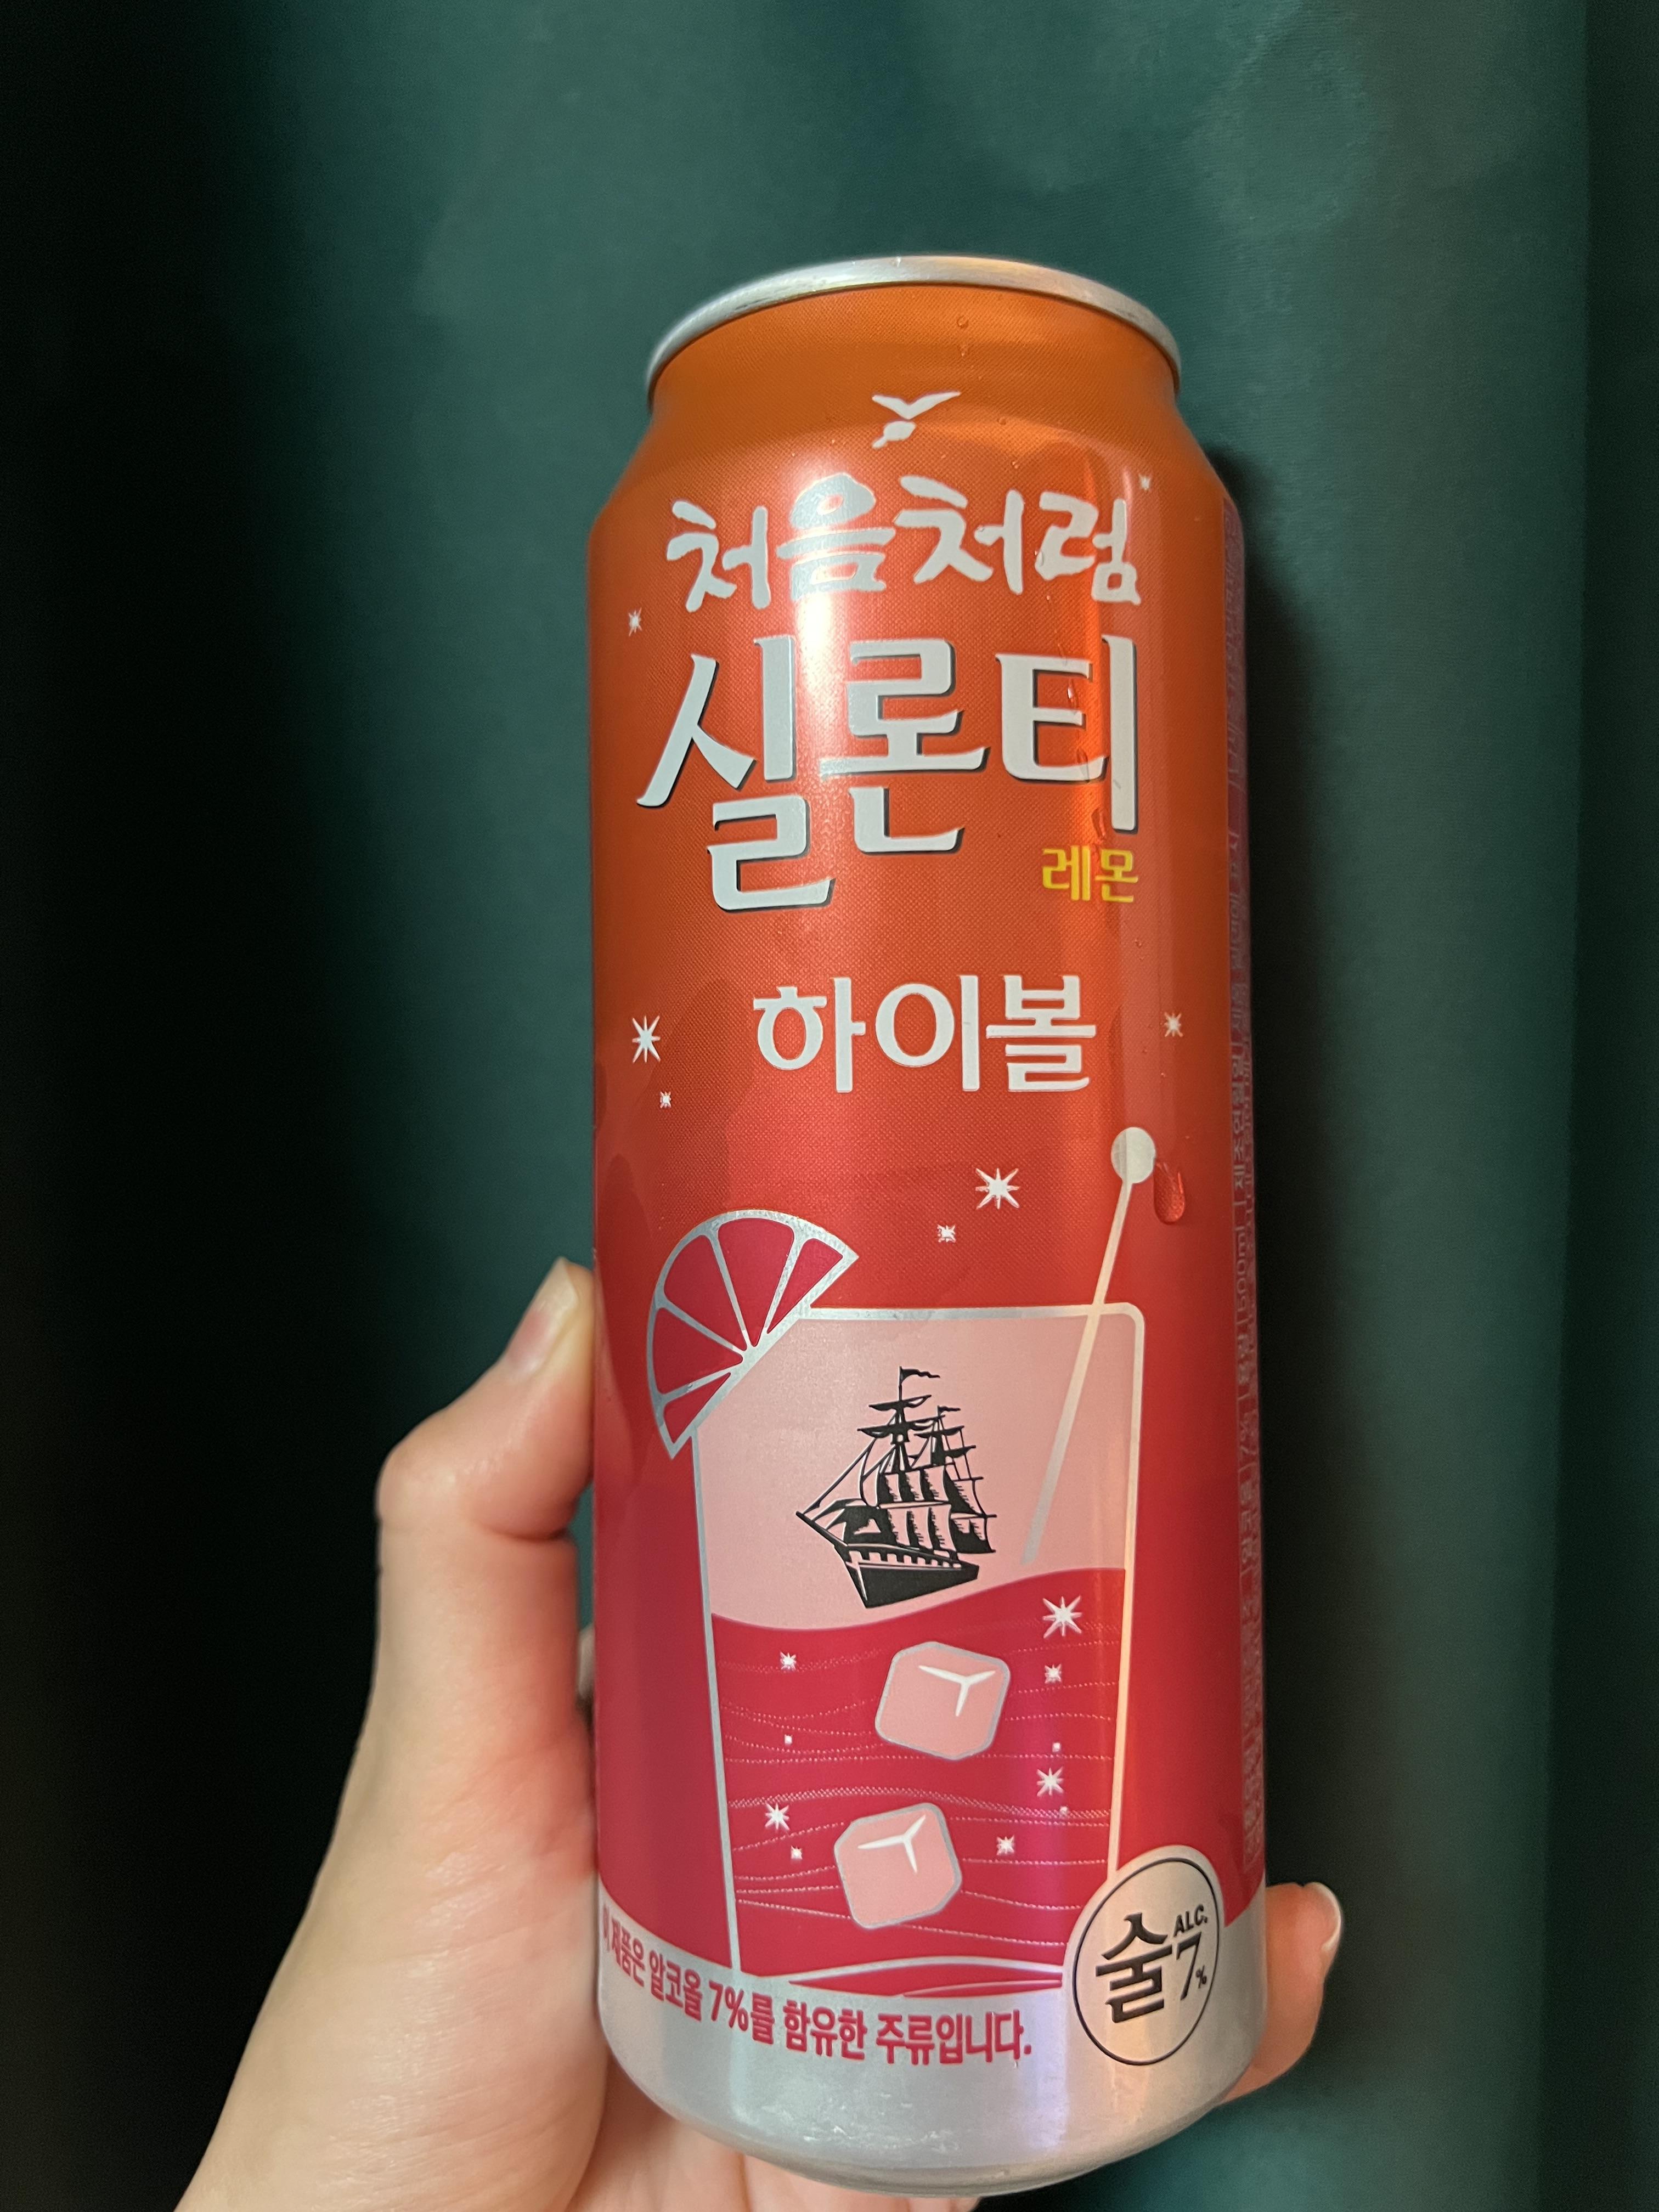 처음처럼
실론티
레몬
하이볼
술 ALC. 7%
이 제품은 알코올 7%를 함유한 주류입니다.